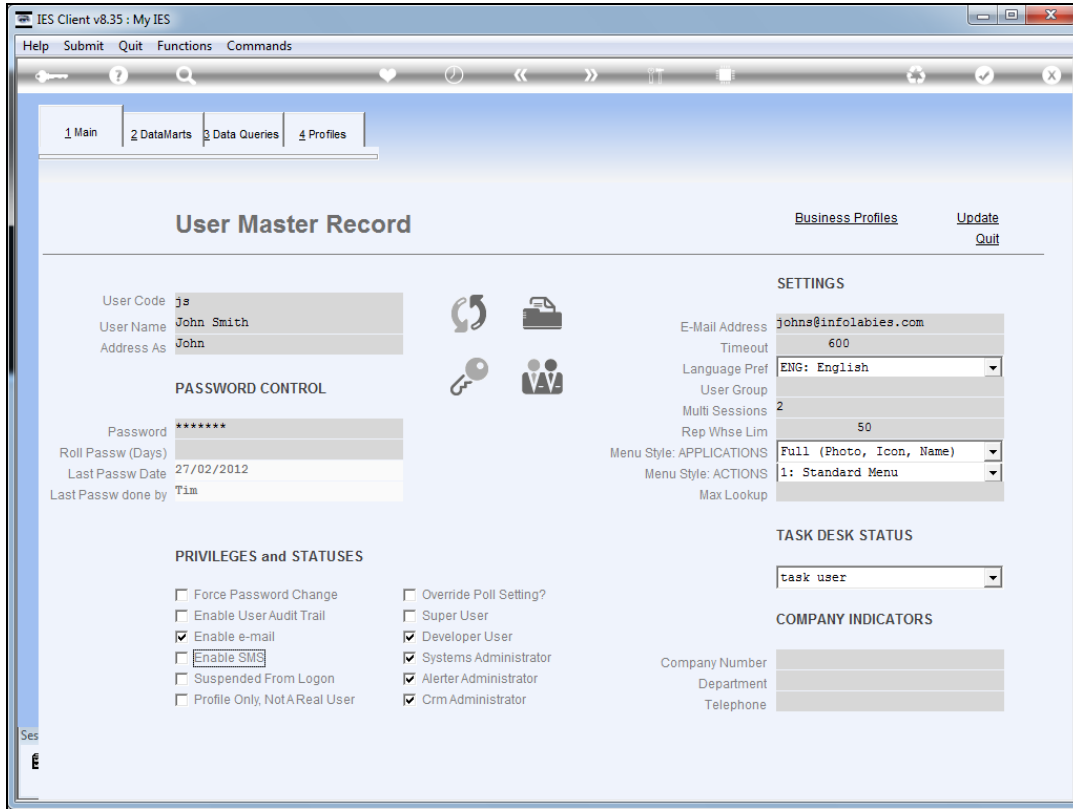 IES Client v8.35 : My IES
Help Submit Quit Functions Commands
1 Main 2 DataMarts 3 Data Queries 4 Profiles
User Master Record
Business Profiles Update
Quit
User Code js
User Name John Smith
Address As John
PASSWORD CONTROL
Password *******
Roll Passw (Days)
Last Passw Date 27/02/2012
Last Passw done by Tim
PRIVILEGES and STATUSES
Force Password Change Override Poll Setting?
Enable User Audit Trail Super User
Enable e-mail Developer User
Enable SMS Systems Administrator
Suspended From Logon Alerter Administrator
Profile Only, Not A Real User Crm Administrator
SETTINGS
E-Mail Address johns@infolabies.com
Timeout 600
Language Pref ENG: English
User Group
Multi Sessions 2
Rep Whse Lim 50
Menu Style: APPLICATIONS Full (Photo, Icon, Name)
Menu Style: ACTIONS 1: Standard Menu
Max Lookup
TASK DESK STATUS
task user
COMPANY INDICATORS
Company Number
Department
Telephone
Ses